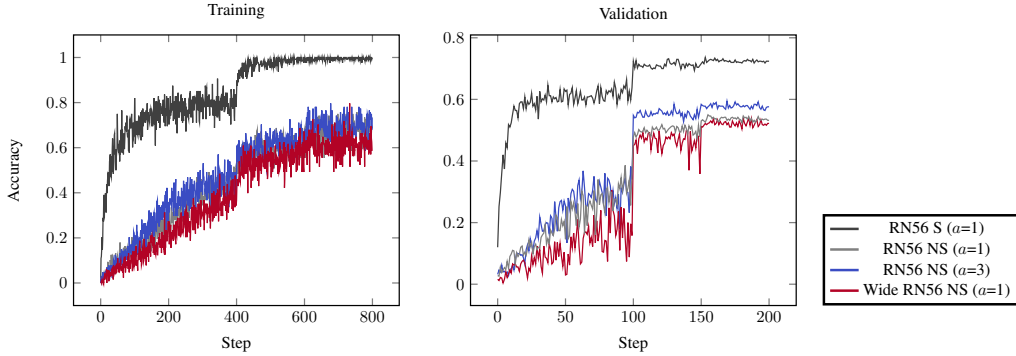 Training
Validation
Accuracy
1
0.8
0.6
0.4
0.2
0
0 200 400 600 800
Step
0.8
0.6
0.4
0.2
0
0 50 100 150 200
Step
RN56 S (a=1)
RN56 NS (a=1)
RN56 NS (a=3)
Wide RN56 NS (a=1)